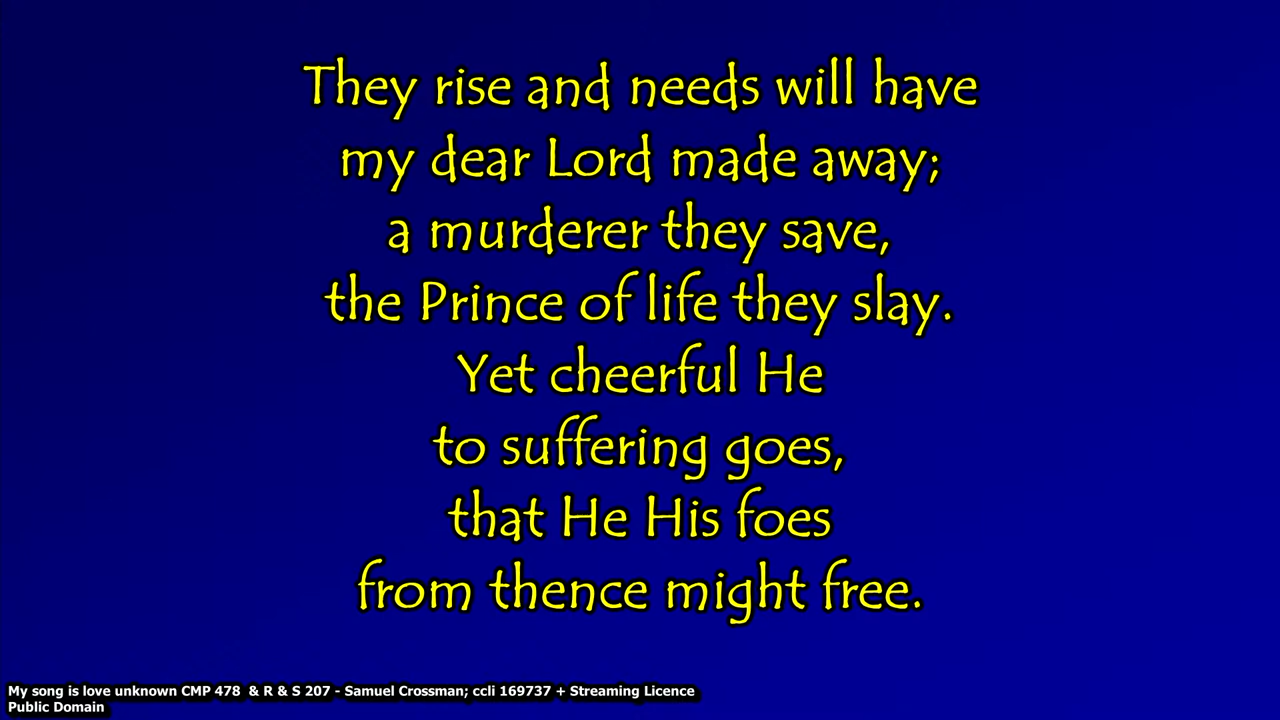 They rise and needs will have
my dear Lord made away;
a murderer they save,
the Prince of life they slay.
Yet cheerful He
to suffering goes,
that He His foes
from thence might free.
My song is love unknown CMP 478  & R & S 207 - Samuel Crossman; ccli 169737 + Streaming Licence
Public Domain